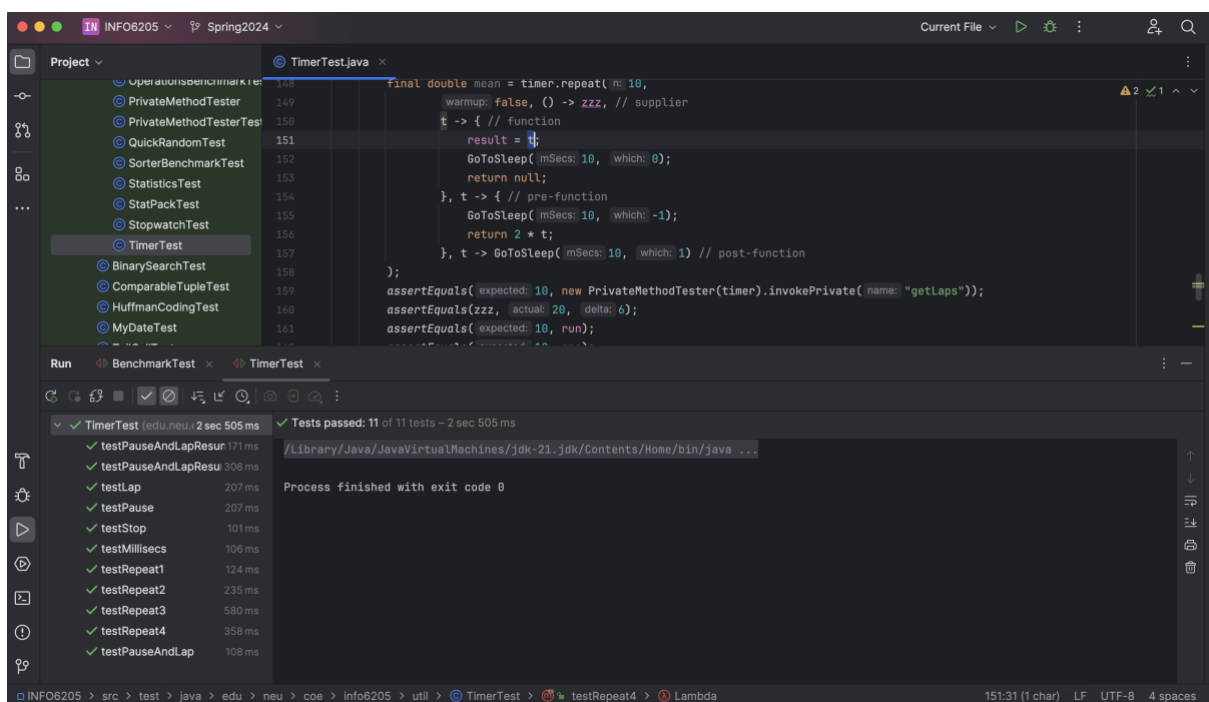 IN INFO6205 Spring2024 Current File
Project
TimerTest.java
OperationsBenchmarkTes
PrivateMethodTester
PrivateMethodTesterTest
QuickRandomTest
SorterBenchmarkTest
StatisticsTest
StatPackTest
StopwatchTest
TimerTest
BinarySearchTest
ComparableTupleTest
HuffmanCodingTest
MyDateTest
148 final double mean = timer.repeat( n: 10,
149 warmup: false, () -> zzz, // supplier
150 t -> { // function
151 result = t;
152 GoToSleep( mSecs: 10, which: 0);
153 return null;
154 }, t -> { // pre-function
155 GoToSleep( mSecs: 10, which: -1);
156 return 2 * t;
157 }, t -> GoToSleep( mSecs: 10, which: 1) // post-function
158 );
159 assertEquals( expected: 10, new PrivateMethodTester(timer).invokePrivate( name: "getLaps"));
160 assertEquals(zzz, actual: 20, delta: 6);
161 assertEquals( expected: 10, run);
2 1
Run BenchmarkTest TimerTest
TimerTest (edu.neu.c 2 sec 505 ms
testPauseAndLapResun 171 ms
testPauseAndLapResu 308 ms
testLap 207 ms
testPause 207 ms
testStop 101 ms
testMillisecs 106 ms
testRepeat1 124 ms
testRepeat2 235 ms
testRepeat3 580 ms
testRepeat4 358 ms
testPauseAndLap 108 ms
Tests passed: 11 of 11 tests – 2 sec 505 ms
/Library/Java/JavaVirtualMachines/jdk-21.jdk/Contents/Home/bin/java ...
Process finished with exit code 0
INFO6205 > src > test > java > edu > neu > coe > info6205 > util > TimerTest > testRepeat4 > Lambda 151:31 (1 char) LF UTF-8 4 spaces